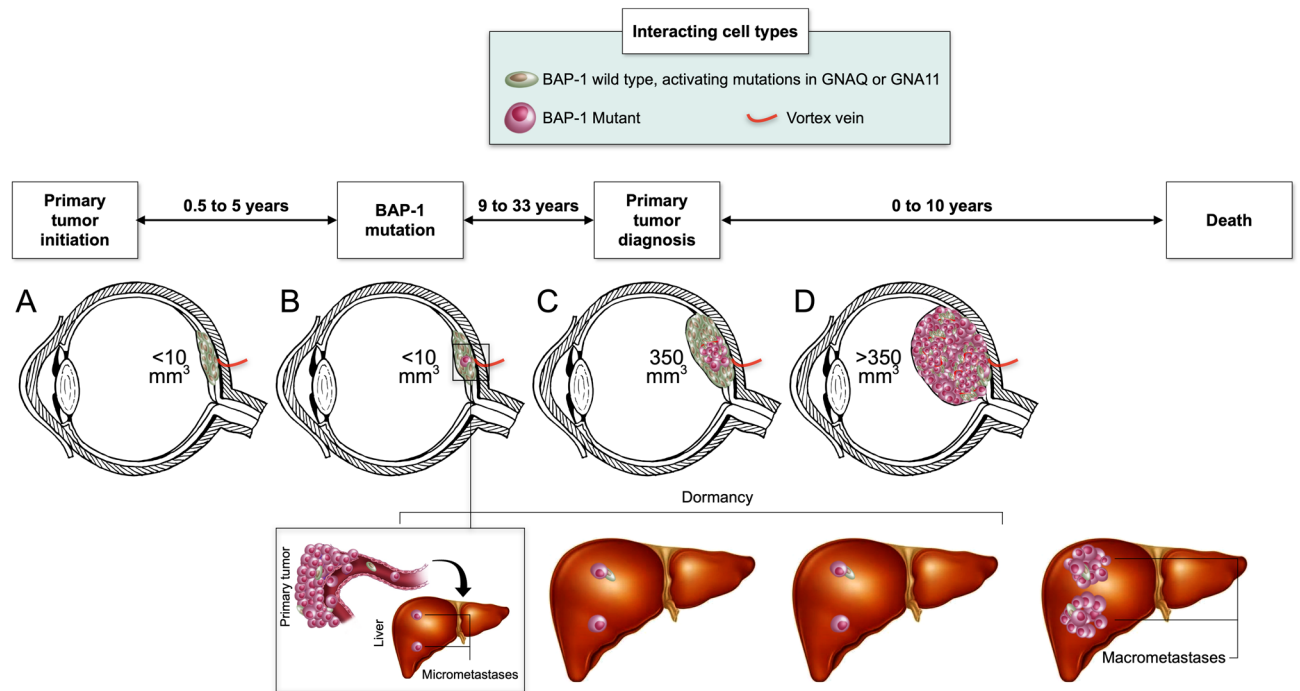 Interacting cell types
BAP-1 wild type, activating mutations in GNAQ or GNA11
BAP-1 Mutant
Vortex vein
Primary
tumor
initiation
0.5 to 5 years
BAP-1
mutation
9 to 33 years
Primary
tumor
diagnosis
0 to 10 years
Death
A
<10
mm³
B
<10
mm³
C
350
mm³
D
>350
mm³
Dormancy
Primary tumor
Liver
Micrometastases
Macrometastases